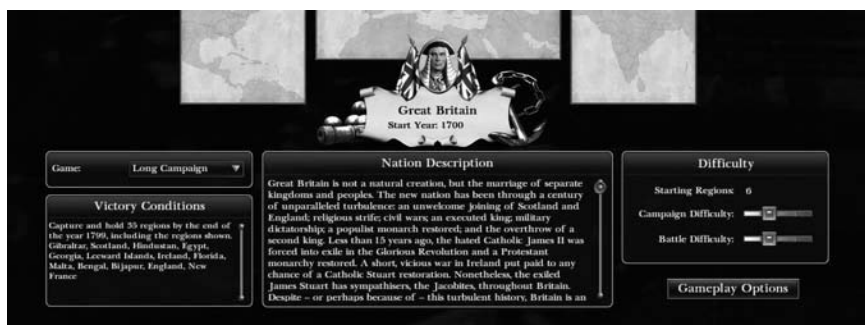 Great Britain
Start Year: 1700
Game:
Long Campaign
Victory Conditions
Capture and hold 35 regions by the end of
the year 1799, including the regions shown.
Gibraltar, Scotland, Hindustan, Egypt,
Georgia, Leeward Islands, Ireland, Florida,
Malta, Bengal, Bijapur, England, New
France
Nation Description
Great Britain is not a natural creation, but the marriage of separate
kingdoms and peoples. The new nation has been through a century
of unparalleled turbulence: an unwelcome joining of Scotland and
England; religious strife; civil wars; an executed king; military
dictatorship; a populist monarch restored; and the overthrow of a
second king. Less than 15 years ago, the hated Catholic James II was
forced into exile in the Glorious Revolution and a Protestant
monarchy restored. A short, vicious war in Ireland put paid to any
chance of a Catholic Stuart restoration. Nonetheless, the exiled
James Stuart has sympathisers, the Jacobites, throughout Britain.
Despite – or perhaps because of – this turbulent history, Britain is an
Difficulty
Starting Regions: 6
Campaign Difficulty:
Battle Difficulty:
Gameplay Options